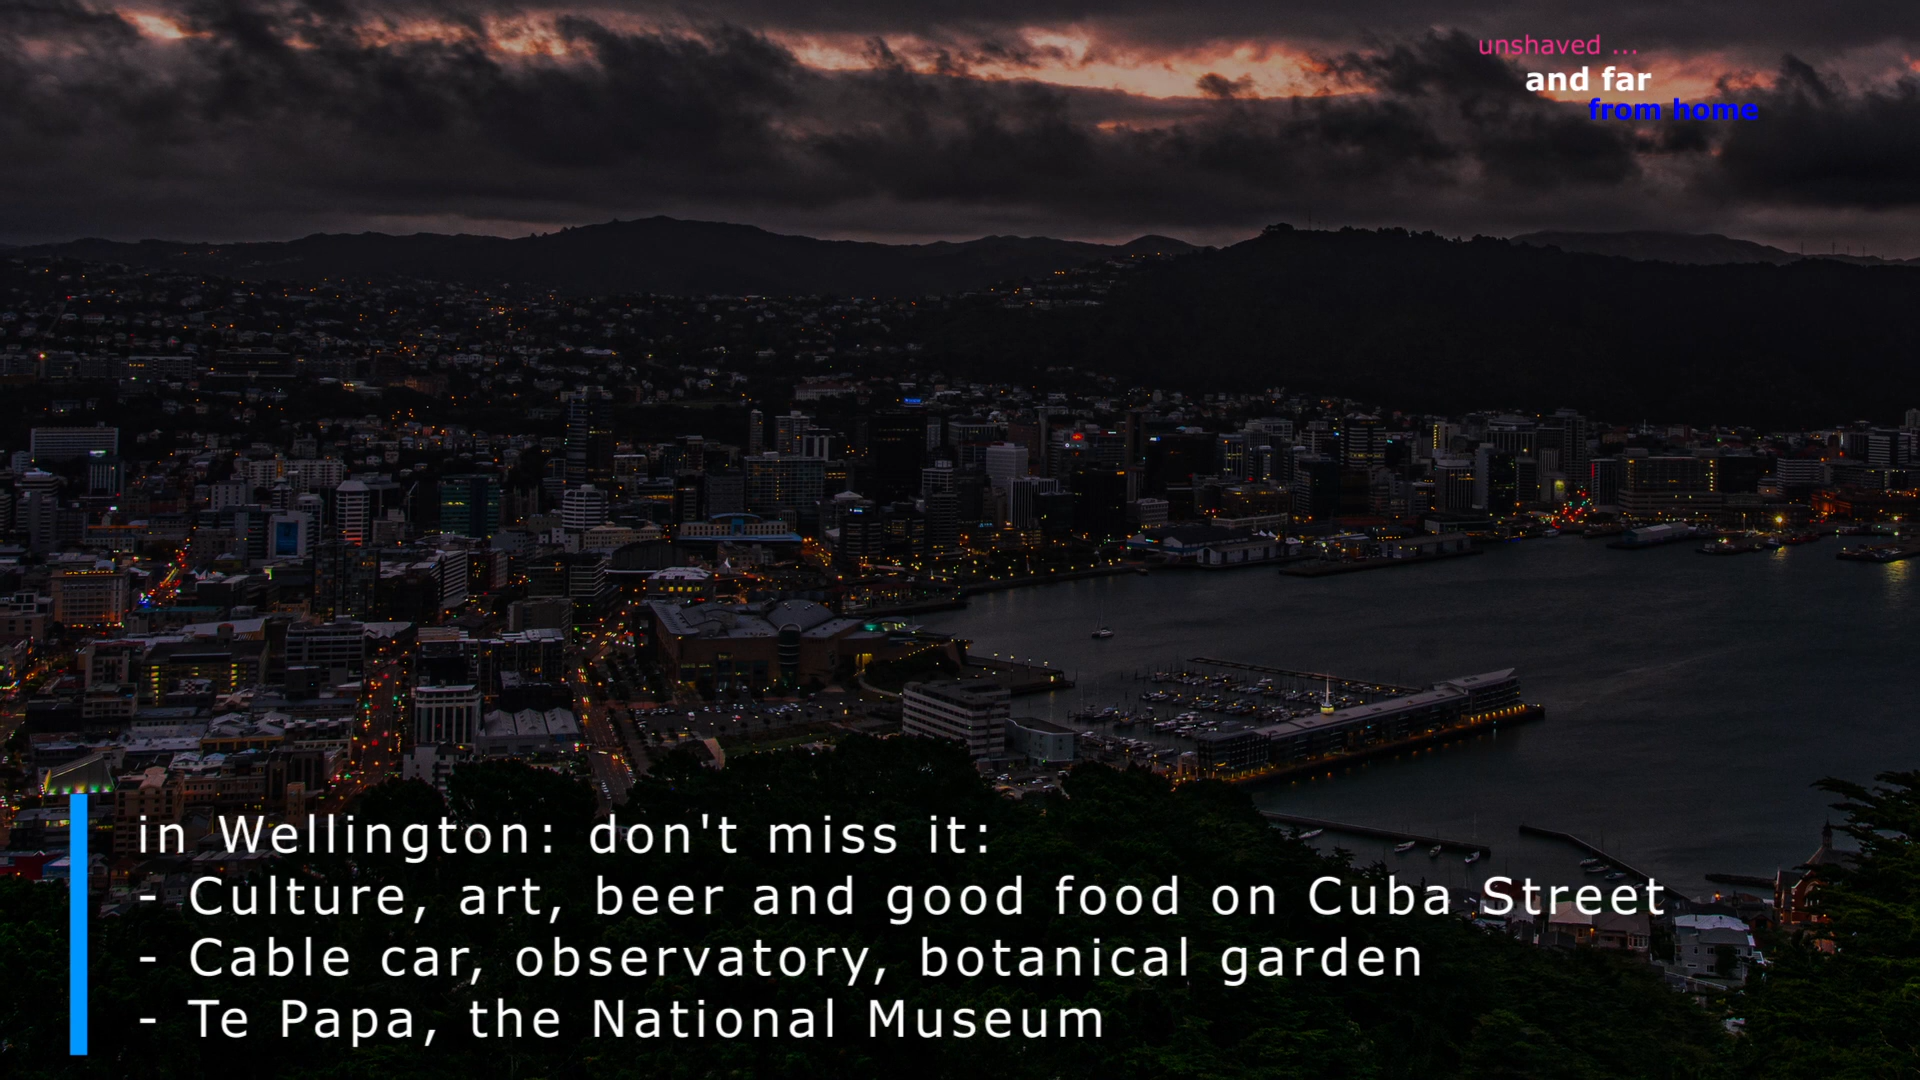 unshaved ...
and far
from home
in Wellington: don't miss it:
- Culture, art, beer and good food on Cuba Street
- Cable car, observatory, botanical garden
- Te Papa, the National Museum